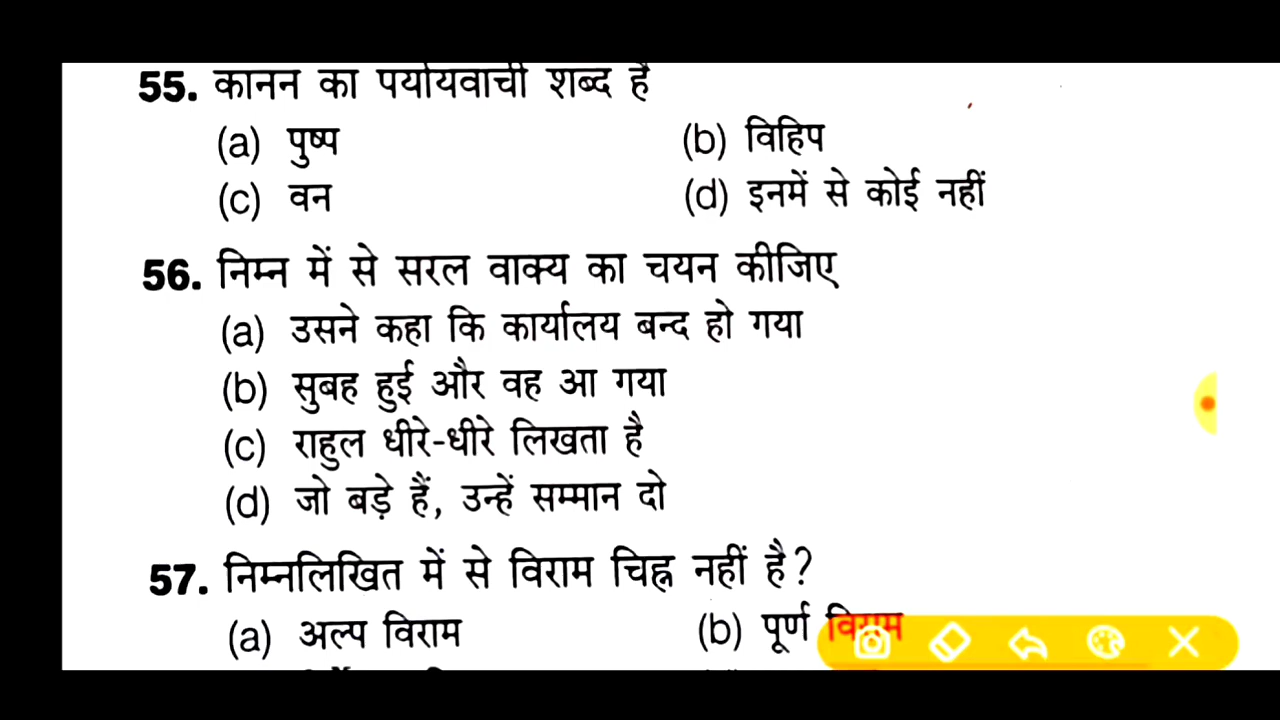 55. कानन का पर्यायवाची शब्द है
(a) पुष्प (b) विहिप
(c) वन (d) इनमें से कोई नहीं
56. निम्न में से सरल वाक्य का चयन कीजिए
(a) उसने कहा कि कार्यालय बन्द हो गया
(b) सुबह हुई और वह आ गया
(c) राहुल धीरे-धीरे लिखता है
(d) जो बड़े हैं, उन्हें सम्मान दो
57. निम्नलिखित में से विराम चिह्न नहीं है?
(a) अल्प विराम (b) पूर्ण विराम